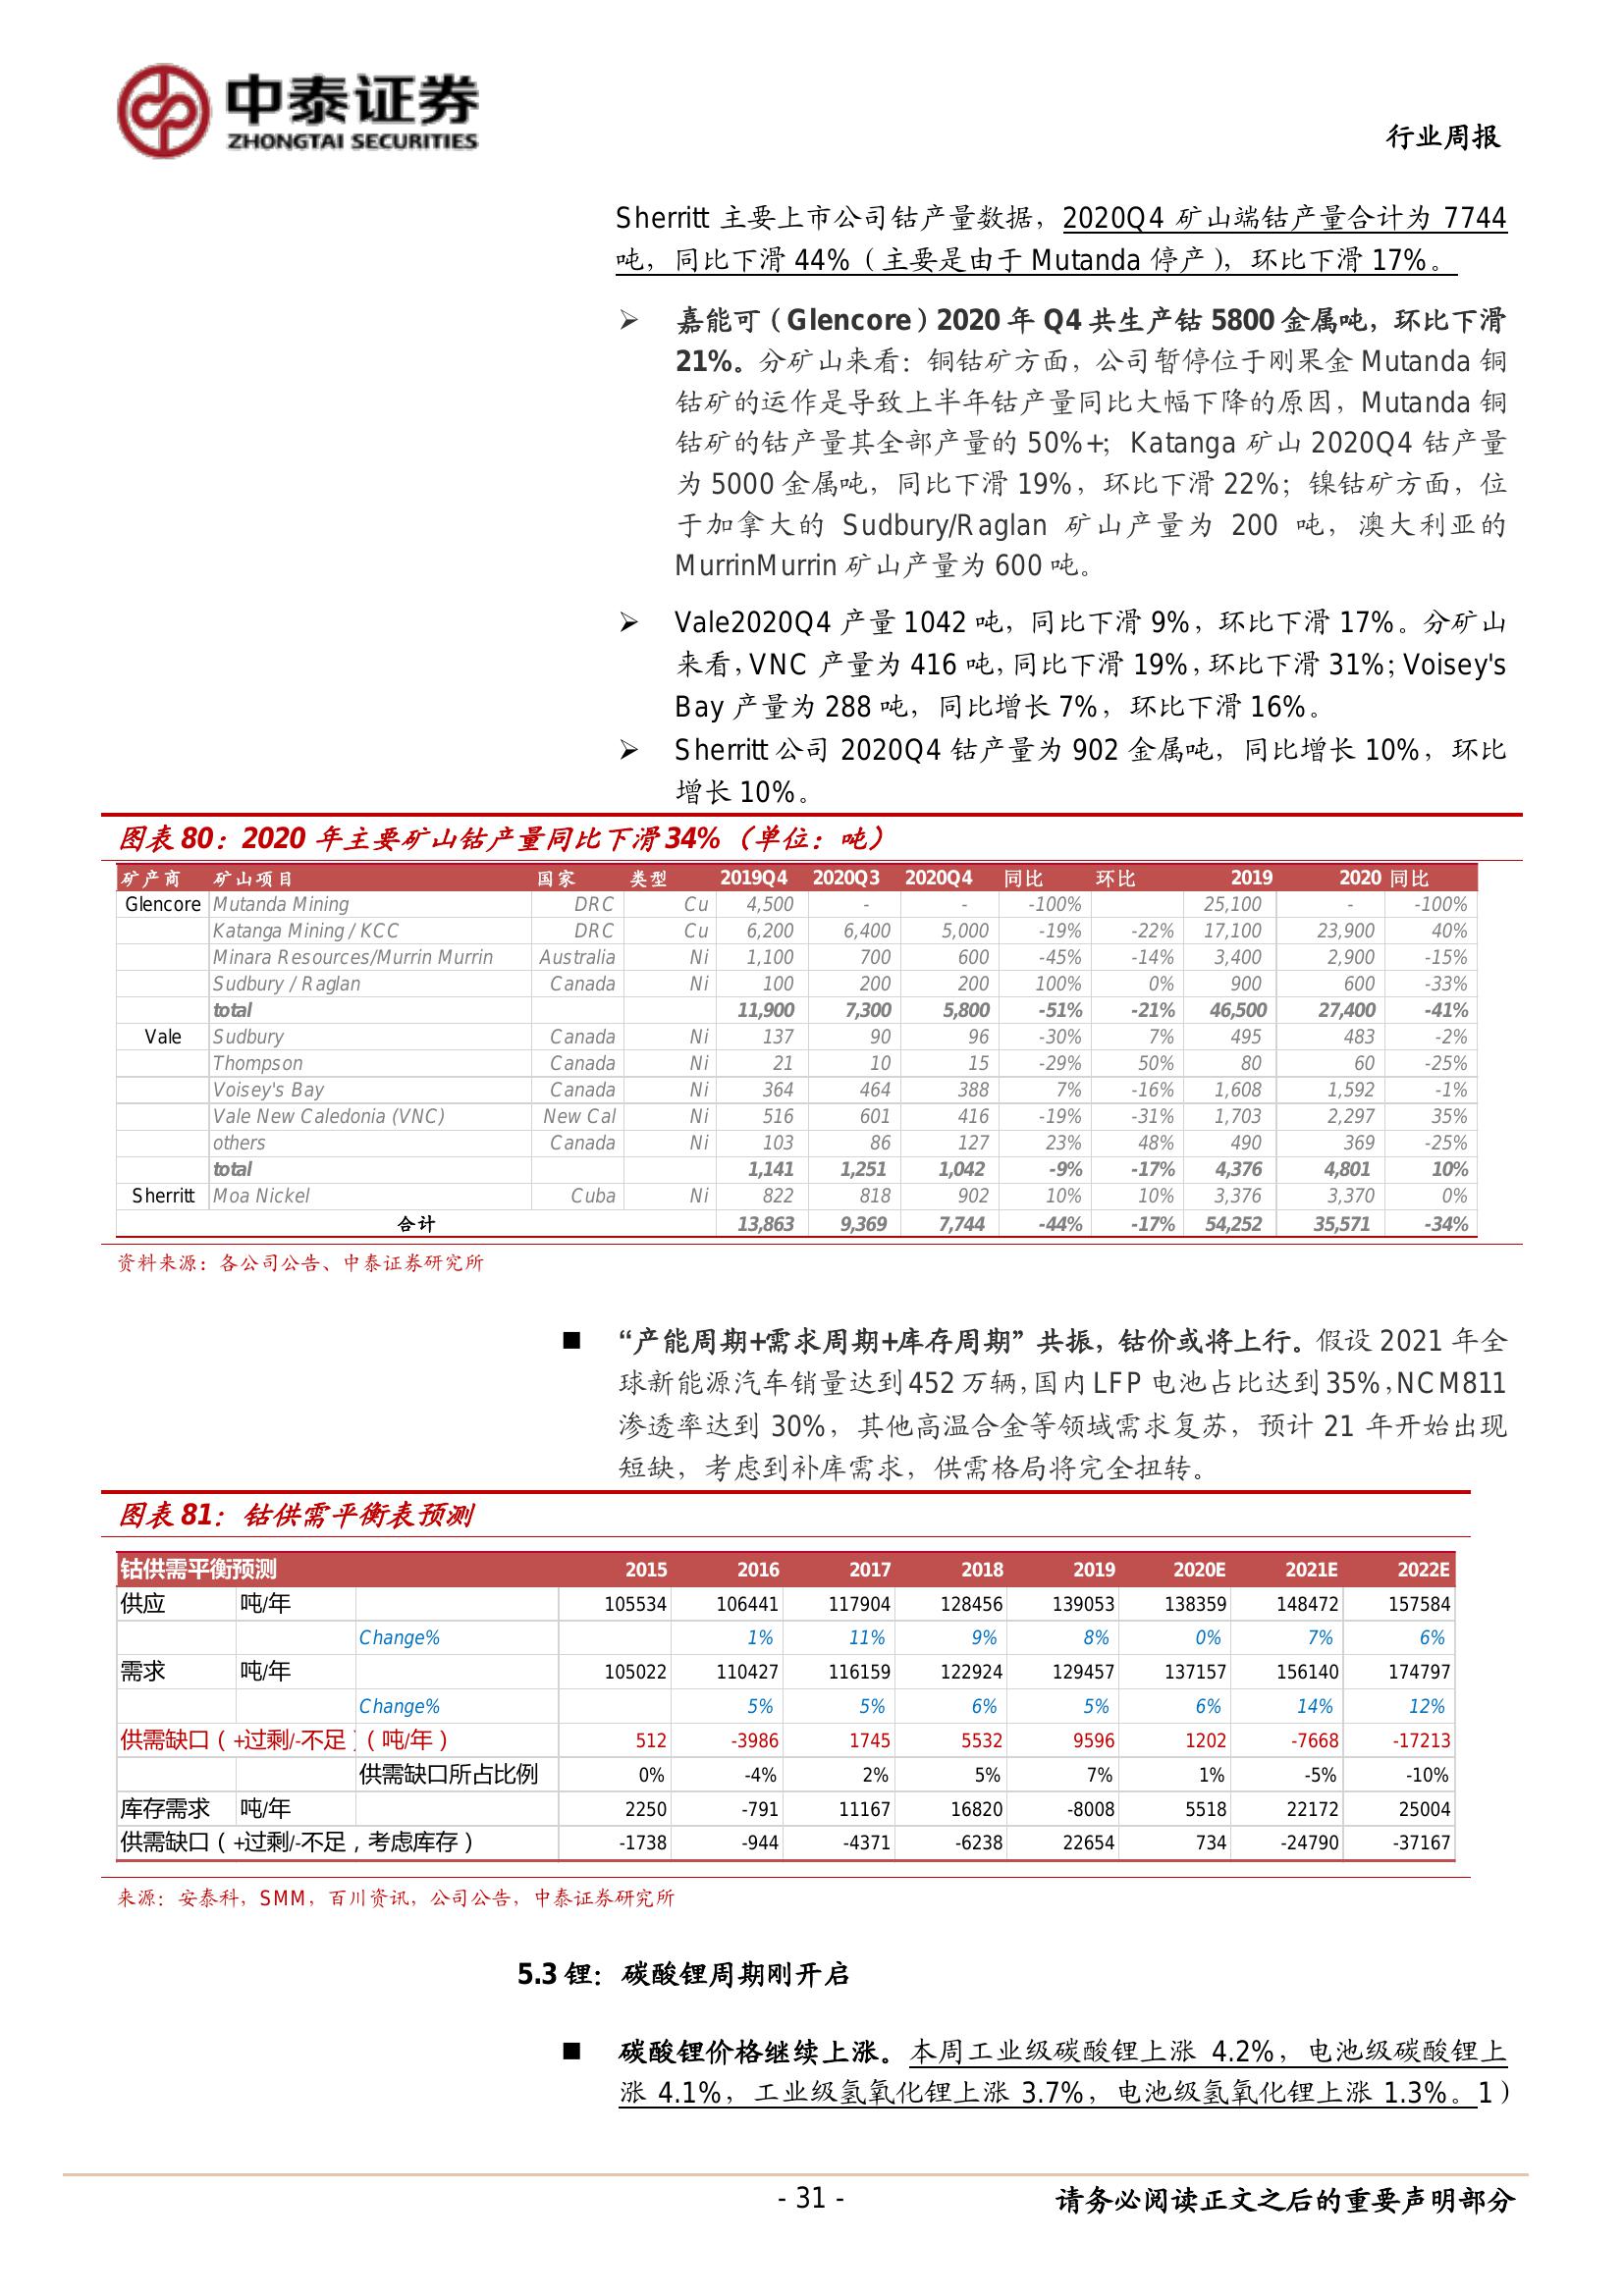 中泰证券
ZHONGTAI SECURITIES
行业周报
Sherritt 主要上市公司钴产量数据，2020Q4 矿山端钴产量合计为 7744
吨，同比下滑 44%（主要是由于 Mutanda 停产），环比下滑 17%。
➢ 嘉能可（Glencore）2020 年 Q4 共生产钴 5800 金属吨，环比下滑
21%。分矿山来看：铜钴矿方面，公司暂停位于刚果金 Mutanda 铜
钴矿的运作是导致上半年钴产量同比大幅下降的原因，Mutanda 铜
钴矿的钴产量其全部产量的 50%+；Katanga 矿山 2020Q4 钴产量
为 5000 金属吨，同比下滑 19%，环比下滑 22%；镍钴矿方面，位
于加拿大的 Sudbury/Raglan 矿山产量为 200 吨，澳大利亚的
MurrinMurrin 矿山产量为 600 吨。
➢ Vale2020Q4 产量 1042 吨，同比下滑 9%，环比下滑 17%。分矿山
来看，VNC 产量为 416 吨，同比下滑 19%，环比下滑 31%；Voisey's
Bay 产量为 288 吨，同比增长 7%，环比下滑 16%。
➢ Sherritt 公司 2020Q4 钴产量为 902 金属吨，同比增长 10%，环比
增长 10%。
图表 80：2020 年主要矿山钴产量同比下滑 34%（单位：吨）
矿产商 矿山项目 国家 类型 2019Q4 2020Q3 2020Q4 同比 环比 2019 2020 同比
Glencore Mutanda Mining DRC Cu 4,500 - - -100% 25,100 - -100%
Katanga Mining / KCC DRC Cu 6,200 6,400 5,000 -19% -22% 17,100 23,900 40%
Minara Resources/Murrin Murrin Australia Ni 1,100 700 600 -45% -14% 3,400 2,900 -15%
Sudbury / Raglan Canada Ni 100 200 200 100% 0% 900 600 -33%
total 11,900 7,300 5,800 -51% -21% 46,500 27,400 -41%
Vale Sudbury Canada Ni 137 90 96 -30% 7% 495 483 -2%
Thompson Canada Ni 21 10 15 -29% 50% 80 60 -25%
Voisey's Bay Canada Ni 364 464 388 7% -16% 1,608 1,592 -1%
Vale New Caledonia (VNC) New Cal Ni 516 601 416 -19% -31% 1,703 2,297 35%
others Canada Ni 103 86 127 23% 48% 490 369 -25%
total 1,141 1,251 1,042 -9% -17% 4,376 4,801 10%
Sherritt Moa Nickel Cuba Ni 822 818 902 10% 10% 3,376 3,370 0%
合计 13,863 9,369 7,744 -44% -17% 54,252 35,571 -34%
资料来源：各公司公告、中泰证券研究所
■ “产能周期+需求周期+库存周期”共振，钴价或将上行。假设 2021 年全
球新能源汽车销量达到 452 万辆，国内 LFP 电池占比达到 35%，NCM811
渗透率达到 30%，其他高温合金等领域需求复苏，预计 21 年开始出现
短缺，考虑到补库需求，供需格局将完全扭转。
图表 81：钴供需平衡表预测
钴供需平衡预测 2015 2016 2017 2018 2019 2020E 2021E 2022E
供应 吨/年 105534 106441 117904 128456 139053 138359 148472 157584
Change% 1% 11% 9% 8% 0% 7% 6%
需求 吨/年 105022 110427 116159 122924 129457 137157 156140 174797
Change% 5% 5% 6% 5% 6% 14% 12%
供需缺口（+过剩/-不足）（吨/年） 512 -3986 1745 5532 9596 1202 -7668 -17213
供需缺口所占比例 0% -4% 2% 5% 7% 1% -5% -10%
库存需求 吨/年 2250 -791 11167 16820 -8008 5518 22172 25004
供需缺口（+过剩/-不足，考虑库存） -1738 -944 -4371 -6238 22654 734 -24790 -37167
来源：安泰科，SMM，百川资讯，公司公告，中泰证券研究所
5.3 锂：碳酸锂周期刚开启
■ 碳酸锂价格继续上涨。本周工业级碳酸锂上涨 4.2%，电池级碳酸锂上
涨 4.1%，工业级氢氧化锂上涨 3.7%，电池级氢氧化锂上涨 1.3%。1）
- 31 -
请务必阅读正文之后的重要声明部分